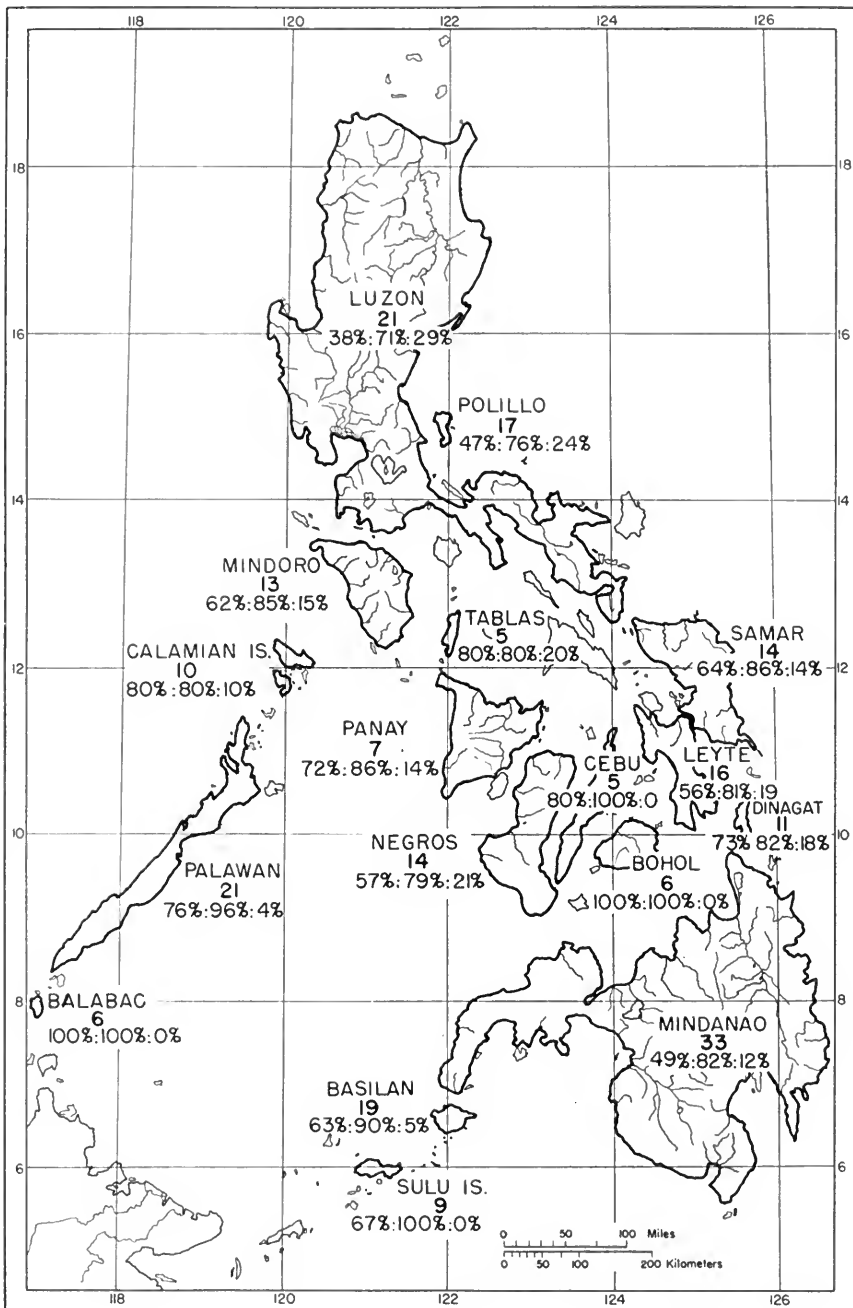 118 120 122 124 126
18 18
LUZON
21
38%:71%:29%
16 16
POLILLO
17
47%:76%:24%
14 14
MINDORO
13
62%:85%:15%
TABLAS
5
80%:80%:20%
SAMAR
14
64%:86%:14%
CALAMIAN IS.
10
80%:80%:10%
12 12
PANAY
7
72%:86%:14%
CEBU
5
80%:100%:0
LEYTE
16
56%:81%:19
DINAGAT
11
73% 82%:18%
10 10
NEGROS
14
57%:79%:21%
BOHOL
6
100%:100%:0%
PALAWAN
21
76%:96%:4%
8 8
BALABAC
6
100%:100%:0%
MINDANAO
33
49%:82%:12%
BASILAN
19
63%:90%:5%
6 6
SULU IS.
9
67%:100%:0%
0 50 100 Miles
0 50 100 200 Kilometers
118 120 122 124 126